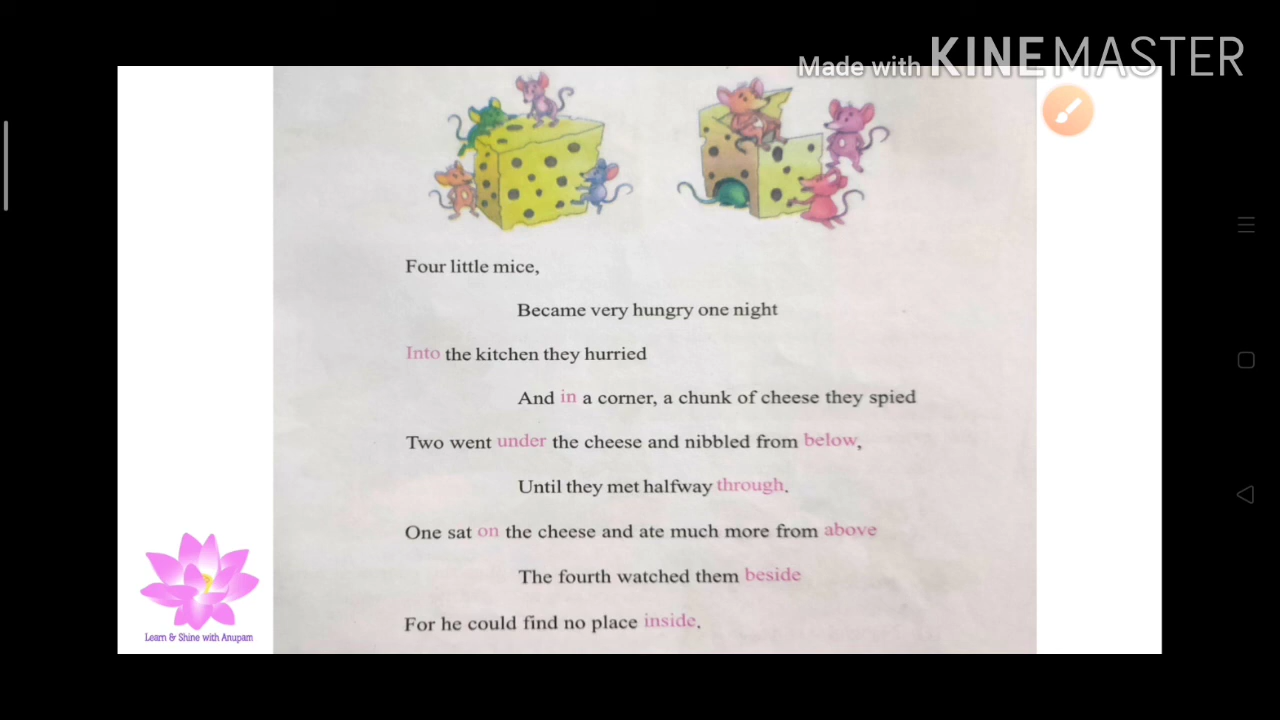 Made with KINEMASTER
Four little mice,
Became very hungry one night
Into the kitchen they hurried
And in a corner, a chunk of cheese they spied
Two went under the cheese and nibbled from below,
Until they met halfway through.
One sat on the cheese and ate much more from above
The fourth watched them beside
For he could find no place inside.
Learn & Shine with Anupam